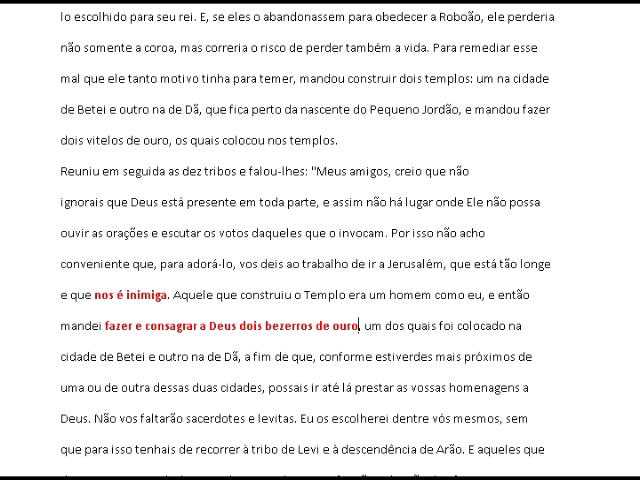 lo escolhido para seu rei. E, se eles o abandonassem para obedecer a Roboão, ele perderia
não somente a coroa, mas correria o risco de perder também a vida. Para remediar esse
mal que ele tanto motivo tinha para temer, mandou construir dois templos: um na cidade
de Betei e outro na de Dã, que fica perto da nascente do Pequeno Jordão, e mandou fazer
dois vitelos de ouro, os quais colocou nos templos.
Reuniu em seguida as dez tribos e falou-lhes: "Meus amigos, creio que não
ignorais que Deus está presente em toda parte, e assim não há lugar onde Ele não possa
ouvir as orações e escutar os votos daqueles que o invocam. Por isso não acho
conveniente que, para adorá-lo, vos deis ao trabalho de ir a Jerusalém, que está tão longe
e que nos é inimiga. Aquele que construiu o Templo era um homem como eu, e então
mandei fazer e consagrar a Deus dois bezerros de ouro, um dos quais foi colocado na
cidade de Betei e outro na de Dã, a fim de que, conforme estiverdes mais próximos de
uma ou de outra dessas duas cidades, possais ir até lá prestar as vossas homenagens a
Deus. Não vos faltarão sacerdotes e levitas. Eu os escolherei dentre vós mesmos, sem
que para isso tenhais de recorrer à tribo de Levi e à descendência de Arão. E aqueles que